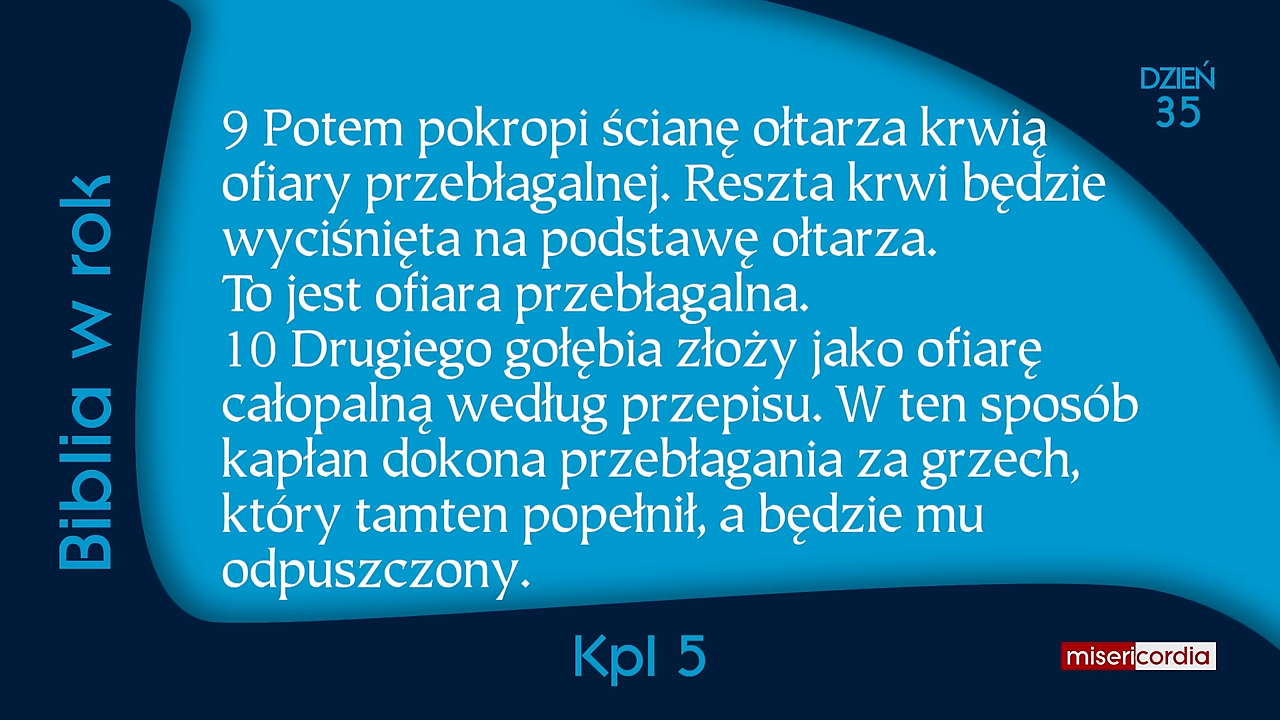 DZIEŃ
35
9 Potem pokropi ścianę ołtarza krwią
ofiary przebłagalnej. Reszta krwi będzie
wyciśnięta na podstawę ołtarza.
To jest ofiara przebłagalna.
10 Drugiego gołębia złoży jako ofiarę
całopalną według przepisu. W ten sposób
kapłan dokona przebłagania za grzech,
który tamten popełnił, a będzie mu
odpuszczony.
Biblia w rok
Kpl 5
misericordia